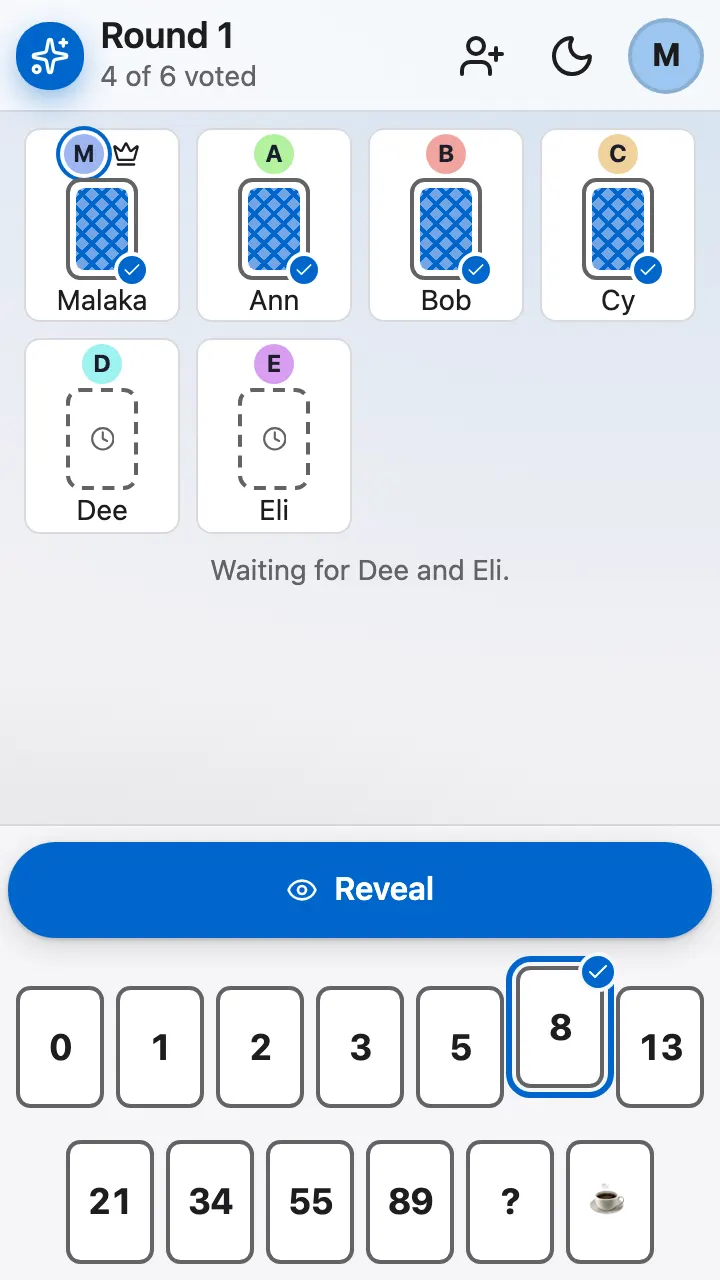 Round 1
4 of 6 voted
M
M
A
B
C
Malaka
Ann
Bob
Cy
D
E
Dee
Eli
Waiting for Dee and Eli.
Reveal
0
1
2
3
5
8
13
21
34
55
89
?